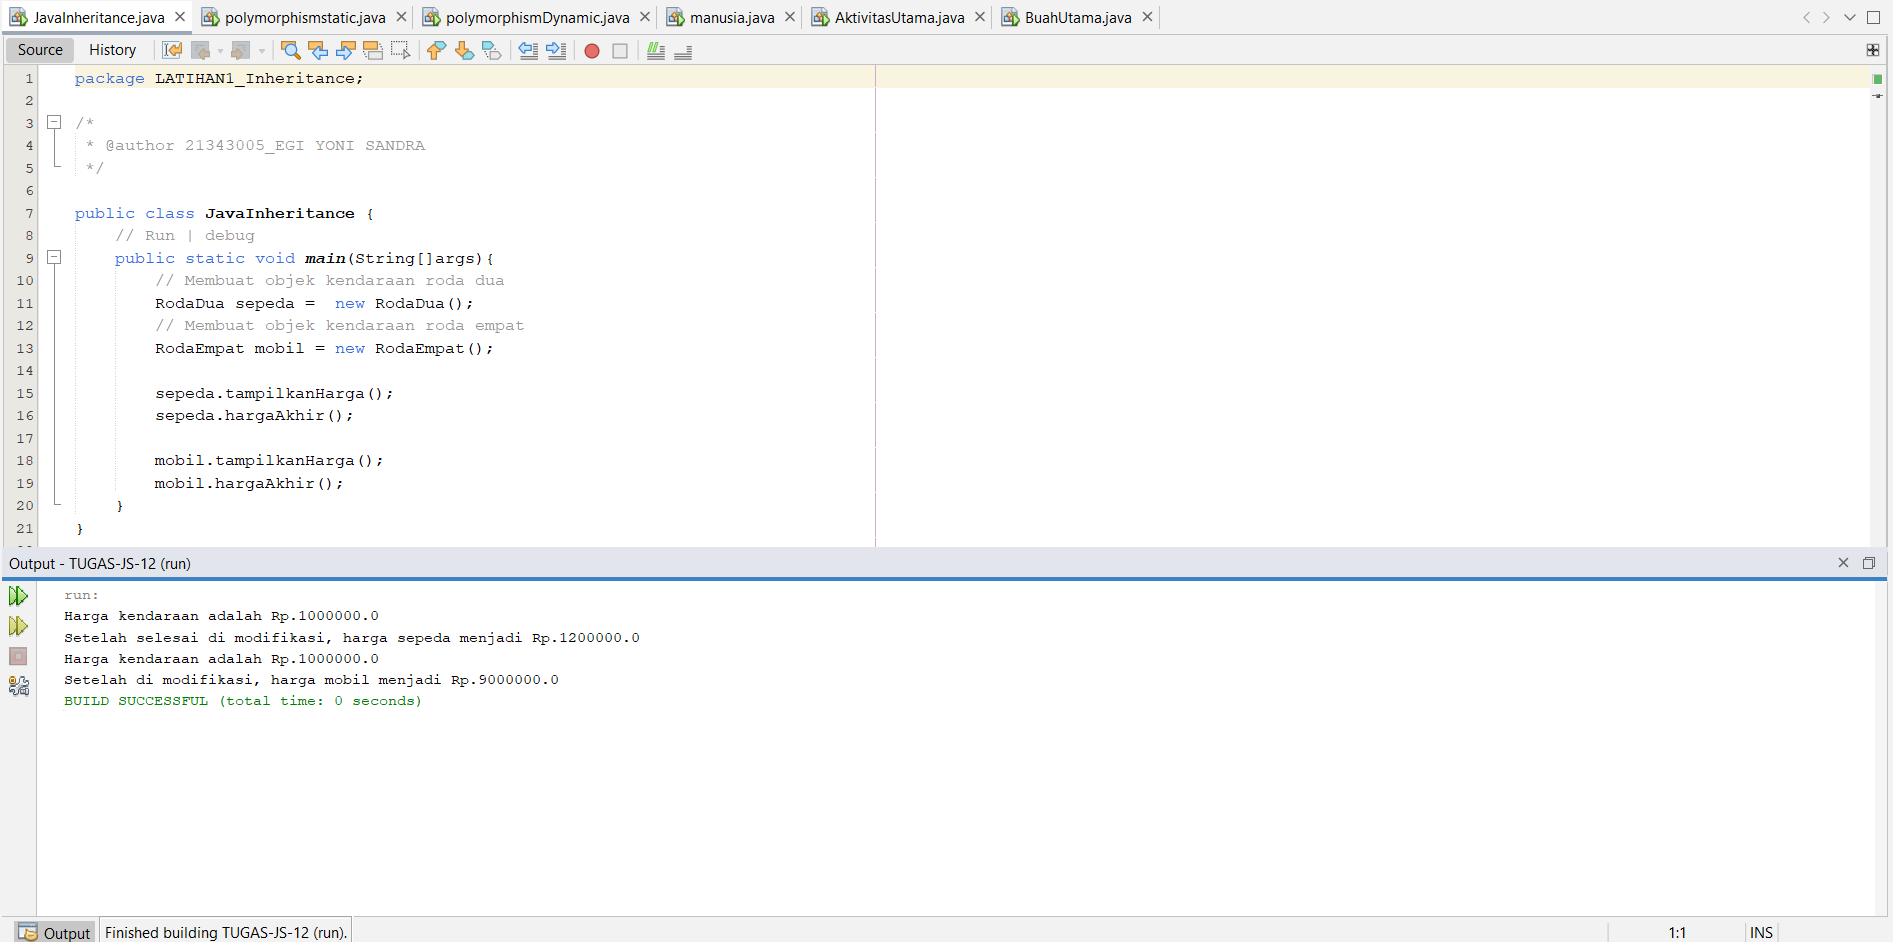 JavaInheritance.java polymorphismstatic.java polymorphismDynamic.java manusia.java AktivitasUtama.java BuahUtama.java
Source History
1 package LATIHAN1_Inheritance;
2
3 /*
4 * @author 21343005_EGI YONI SANDRA
5 */
6
7 public class JavaInheritance {
8 // Run | debug
9 public static void main(String[]args){
10 // Membuat objek kendaraan roda dua
11 RodaDua sepeda =  new RodaDua();
12 // Membuat objek kendaraan roda empat
13 RodaEmpat mobil = new RodaEmpat();
14
15 sepeda.tampilkanHarga();
16 sepeda.hargaAkhir();
17
18 mobil.tampilkanHarga();
19 mobil.hargaAkhir();
20 }
21 }
Output - TUGAS-JS-12 (run)
run:
Harga kendaraan adalah Rp.1000000.0
Setelah selesai di modifikasi, harga sepeda menjadi Rp.1200000.0
Harga kendaraan adalah Rp.1000000.0
Setelah di modifikasi, harga mobil menjadi Rp.9000000.0
BUILD SUCCESSFUL (total time: 0 seconds)
Output Finished building TUGAS-JS-12 (run). 1:1 INS